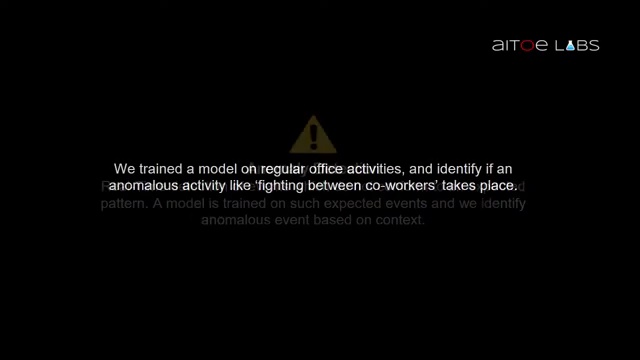 aiTOe LABS
We trained a model on regular office activities, and identify if an
anomalous activity like ‘fighting between co-workers’ takes place.
pattern. A model is trained on such expected events and we identify
anomalous event based on context.